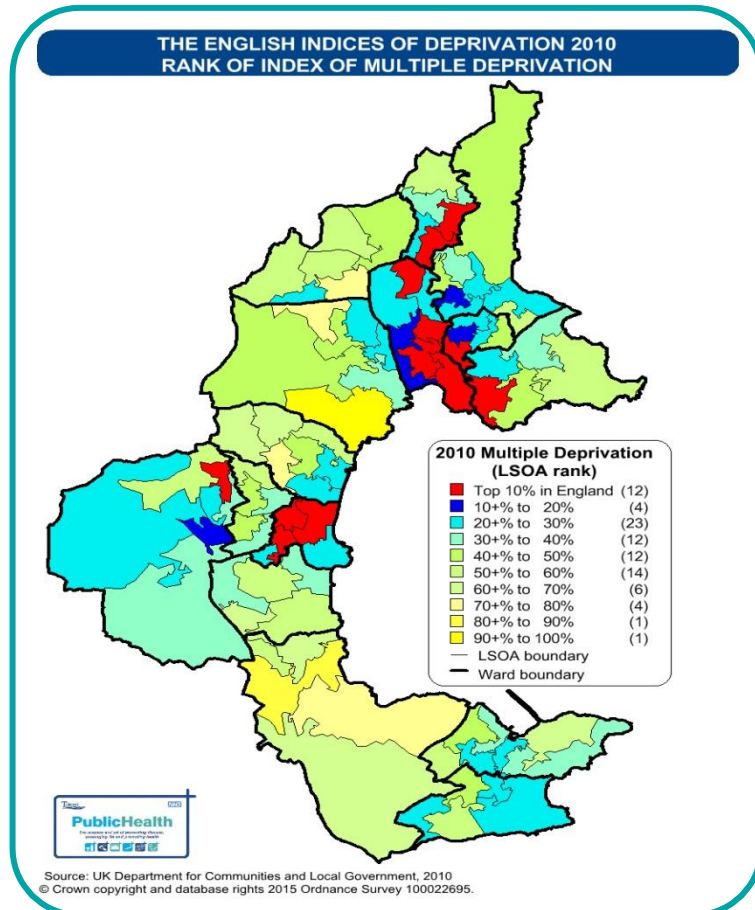 THE ENGLISH INDICES OF DEPRIVATION 2010
RANK OF INDEX OF MULTIPLE DEPRIVATION
2010 Multiple Deprivation
(LSOA rank)
Top 10% in England (12)
10+% to 20% (4)
20+% to 30% (23)
30+% to 40% (12)
40+% to 50% (12)
50+% to 60% (14)
60+% to 70% (6)
70+% to 80% (4)
80+% to 90% (1)
90+% to 100% (1)
LSOA boundary
Ward boundary
NHS
PublicHealth
Source: UK Department for Communities and Local Government, 2010
© Crown copyright and database rights 2015 Ordnance Survey 100022695.